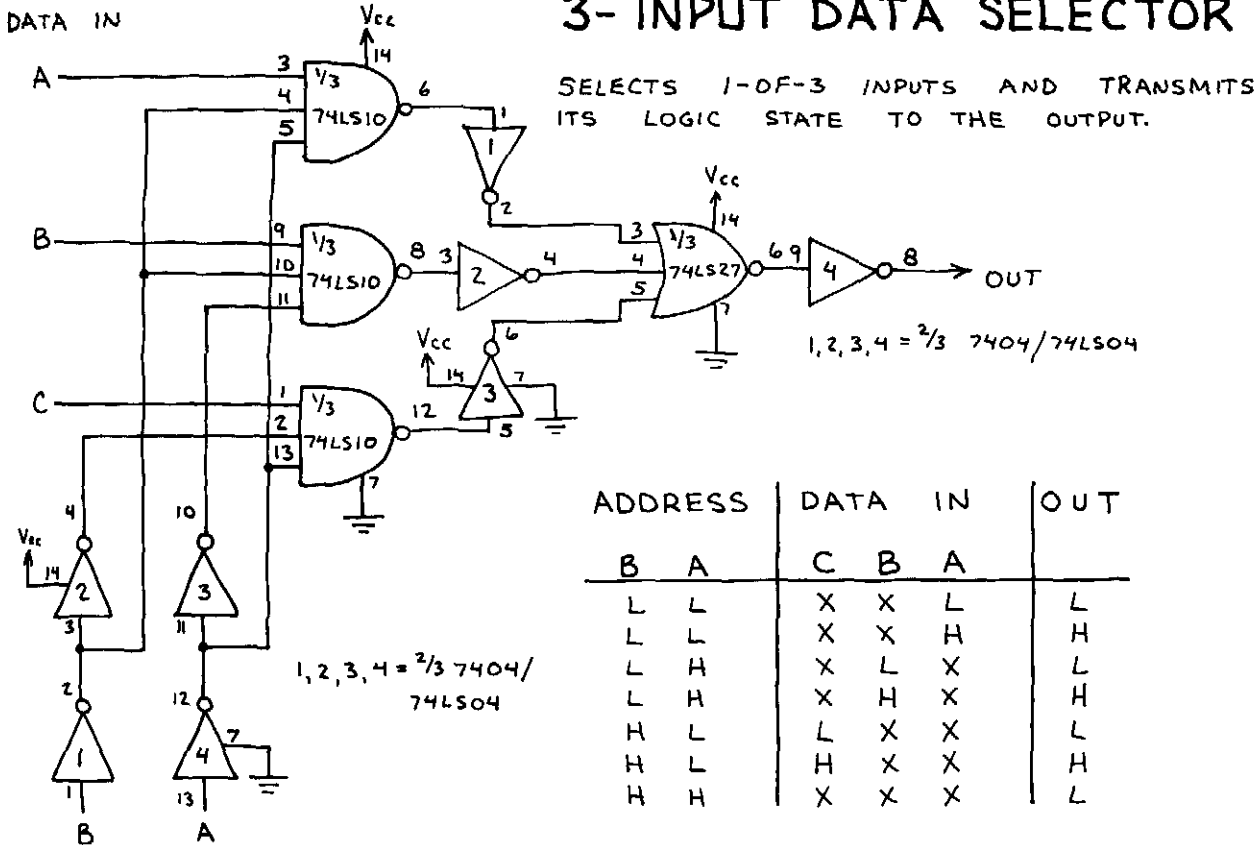 DATA IN
3-INPUT DATA SELECTOR
SELECTS 1-OF-3 INPUTS AND TRANSMITS
ITS LOGIC STATE TO THE OUTPUT.
Vcc
14
A
3
4
5
1/3
74LS10
6
1
1
2
B
9
10
11
1/3
74LS10
8
3
2
4
Vcc
14
3
4
5
1/3
74LS27
7
6
9
4
8
OUT
1, 2, 3, 4 = 2/3 7404/74LS04
C
1
2
13
1/3
74LS10
7
12
Vcc
14
6
3
7
5
4
Vcc
14
2
3
10
3
11
1, 2, 3, 4 = 2/3 7404/
74LS04
2
1
1
B
12
4
7
13
A
ADDRESS DATA IN OUT
B A C B A
L L X X L L
L L X X H H
L H X L X L
L H X H X H
H L L X X L
H L H X X H
H H X X X L